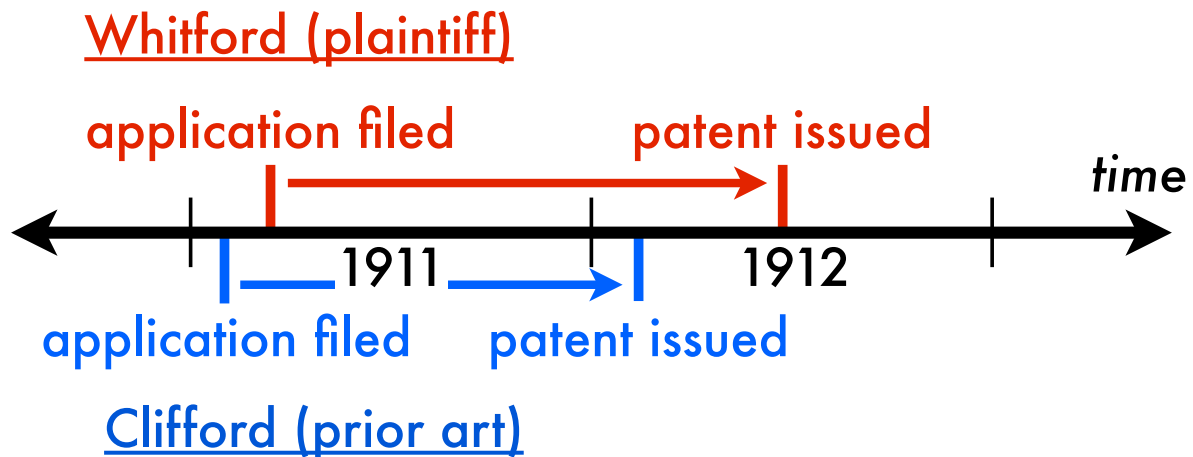 Whitford (plaintiff)
application filed patent issued
time
1911 1912
application filed patent issued
Clifford (prior art)